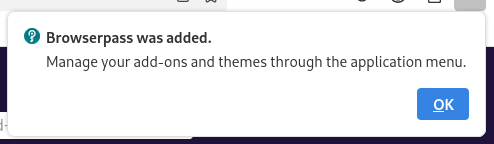 Browserpass was added.
Manage your add-ons and themes through the application menu.
OK